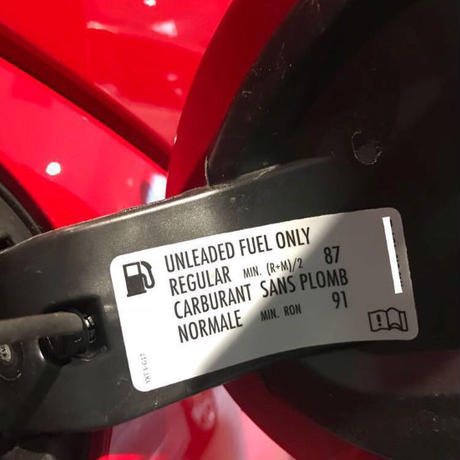 UNLEADED FUEL ONLY
REGULAR MIN. (R+M)/2 87
CARBURANT SANS PLOMB
NORMALE MIN. RON 91